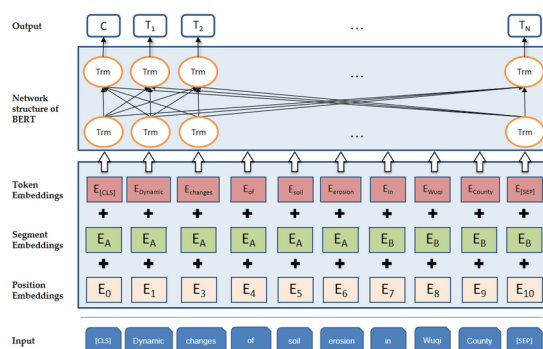 Output C T1 T2 ... TN
Trm Trm Trm ... Trm
Network structure of BERT
Trm Trm Trm ... Trm
Token Embeddings E[CLS] EDynamic Echanges Eof Esoil Eerosion Ein EWuqi ECounty E[SEP]
+ + + + + + + + + +
Segment Embeddings EA EA EA EA EA EA EB EB EB EB
+ + + + + + + + + +
Position Embeddings E0 E1 E3 E4 E5 E6 E7 E8 E9 E10
Input [CLS] Dynamic changes of soil erosion in Wuqi County [SEP]